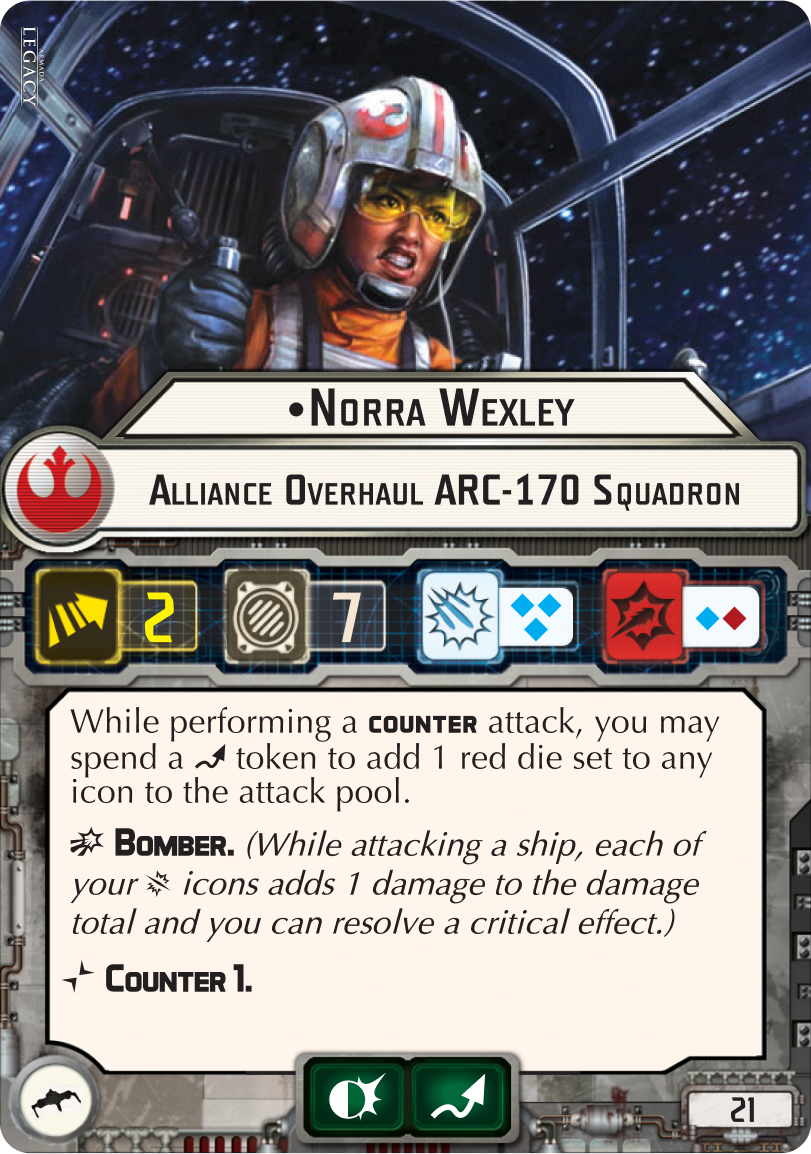 ARMADA
LEGACY
•Norra Wexley
Alliance Overhaul ARC-170 Squadron
2 7
While performing a COUNTER attack, you may
spend a token to add 1 red die set to any
icon to the attack pool.
Bomber. (While attacking a ship, each of
your icons adds 1 damage to the damage
total and you can resolve a critical effect.)
Counter 1.
21